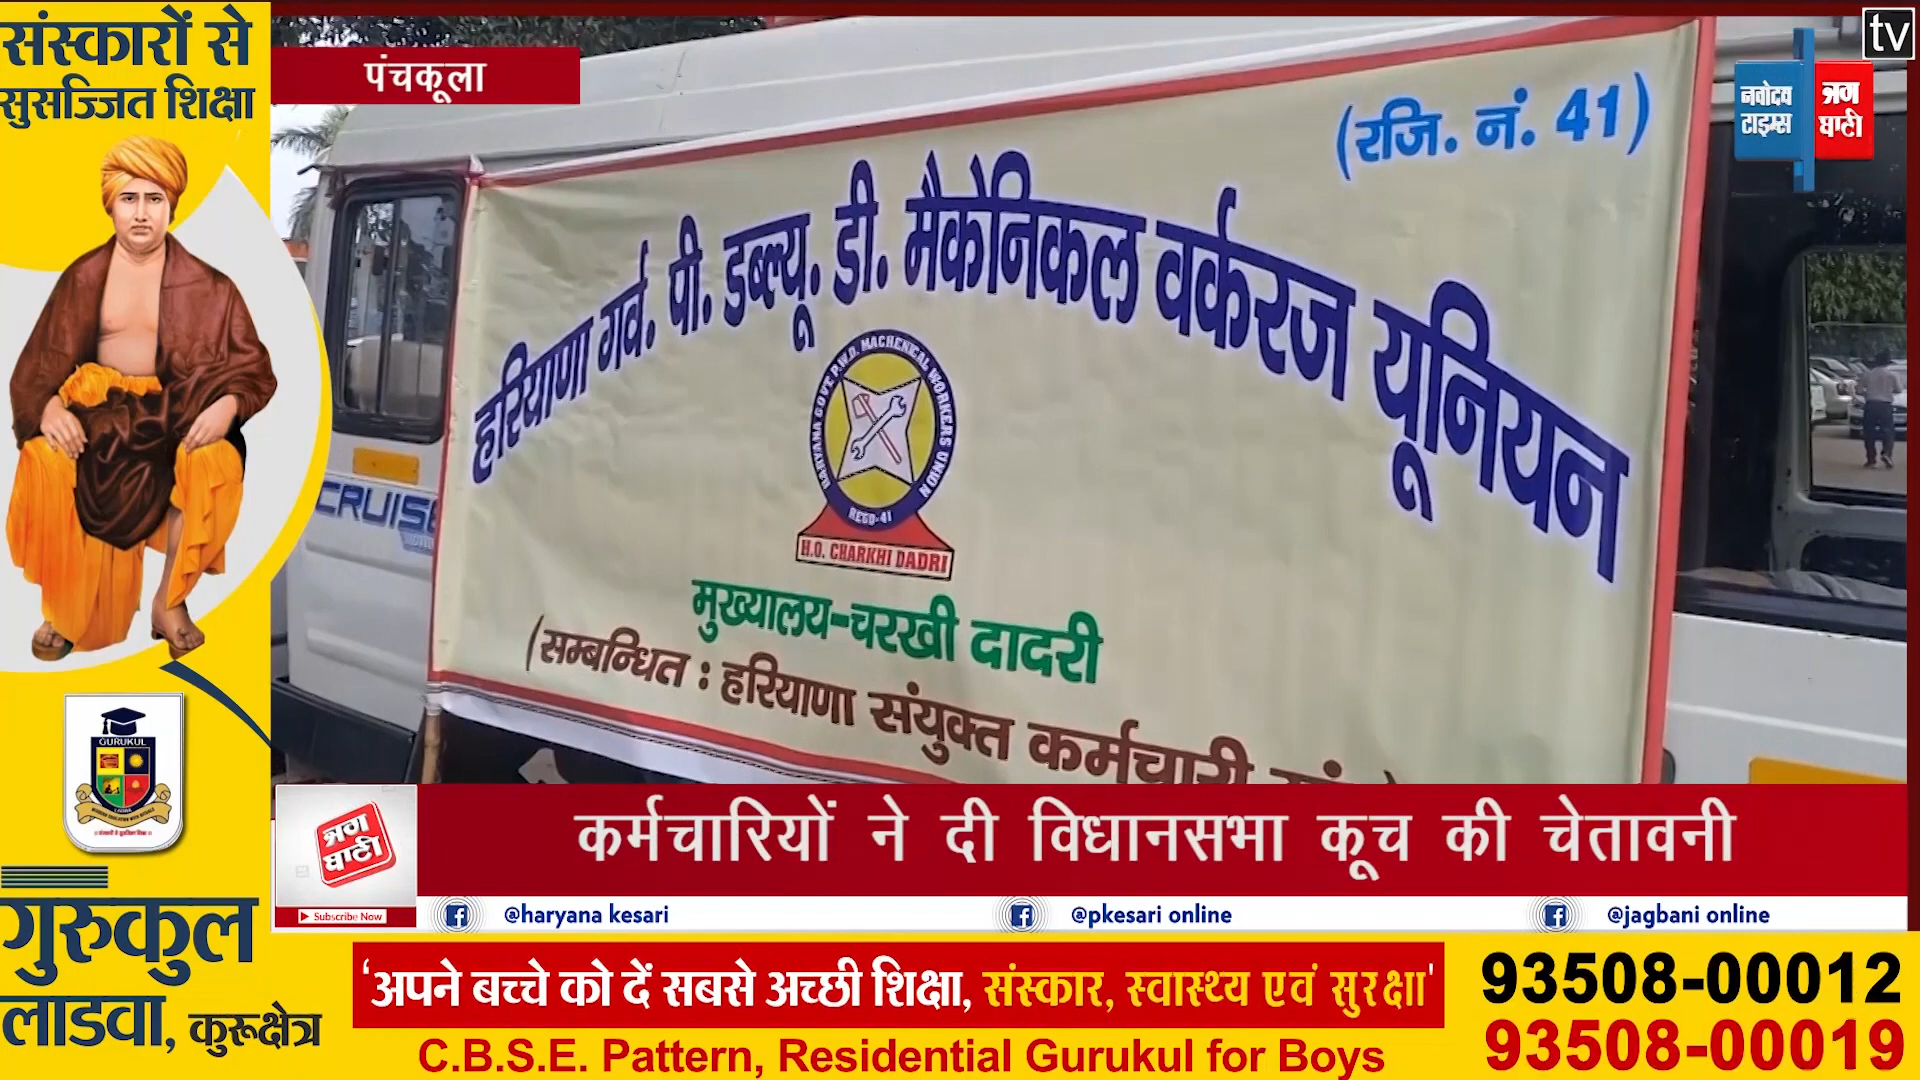 संस्कारों से
सुसज्जित शिक्षा
पंचकूला
tv
नवोदय
टाइम्स
ਜਗ
ਬਾਣੀ
(रजि. नं. 41)
हरियाणा गर्व. पी. डब्ल्यू. डी. मैकेनिकल वर्करज यूनियन
HARYANA GOVT P.W.D. MACHENICAL WORKERS UNION
REGD-41
H.O. CHARKHI DADRI
मुख्यालय-चरखी दादरी
(सम्बन्धित : हरियाणा संयुक्त कर्मचारी
CRUISE
GURUKUL
ਜਗ
ਬਾਣੀ
Subscribe Now
कर्मचारियों ने दी विधानसभा कूच की चेतावनी
@haryana kesari
@pkesari online
@jagbani online
गुरुकुल
लाडवा, कुरूक्षेत्र
'अपने बच्चे को दें सबसे अच्छी शिक्षा, संस्कार, स्वास्थ्य एवं सुरक्षा'
C.B.S.E. Pattern, Residential Gurukul for Boys
93508-00012
93508-00019